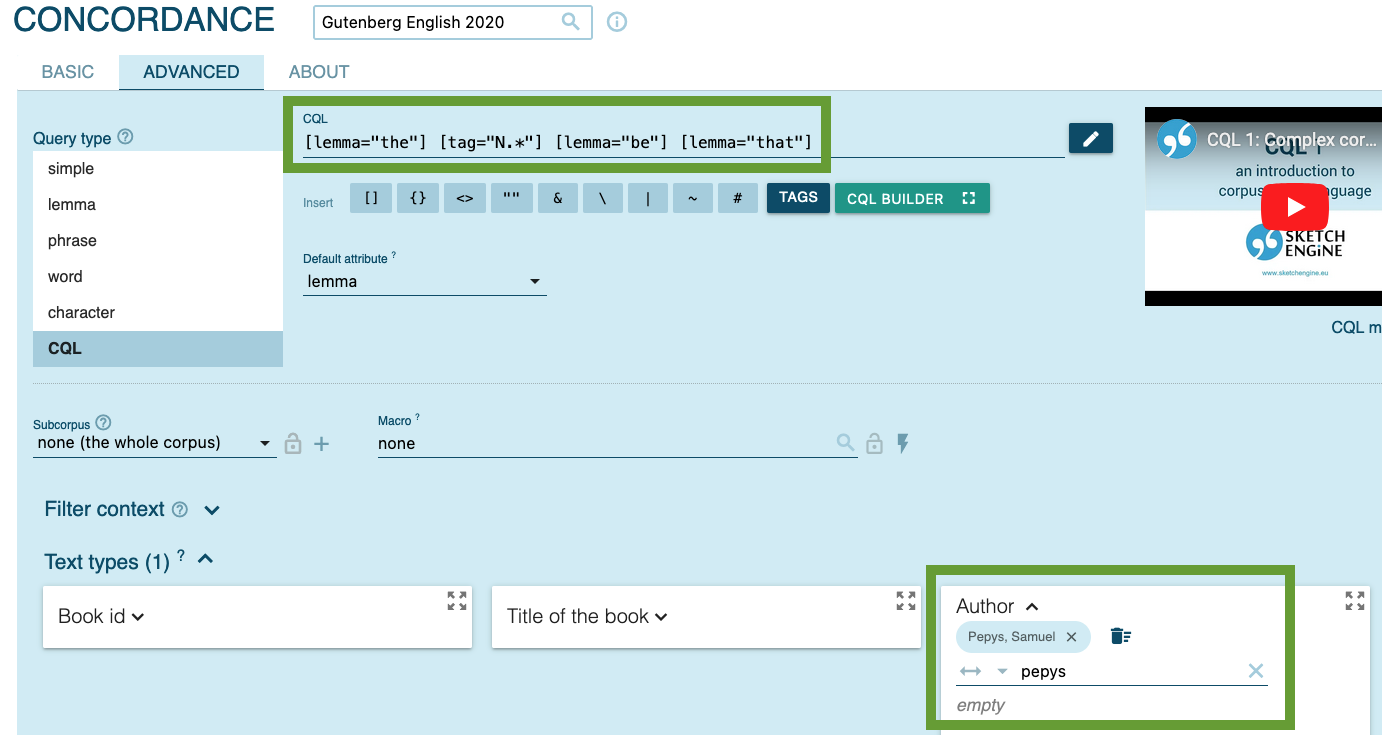 CONCORDANCE
Gutenberg English 2020
BASIC ADVANCED ABOUT
Query type ?
simple
lemma
phrase
word
character
CQL
CQL
[lemma="the"] [tag="N.*"] [lemma="be"] [lemma="that"]
Insert [] {} <> "" & \ | ~ # TAGS CQL BUILDER
Default attribute ?
lemma
CQL 1: Complex cor...
CQL 1
an introduction to
SKETCH
ENGINE
www.sketchengine.eu
CQL m
Subcorpus ?
none (the whole corpus)
Macro ?
none
Filter context ?
Text types (1) ?
Book id
Title of the book
Author
Pepys, Samuel
pepys
empty